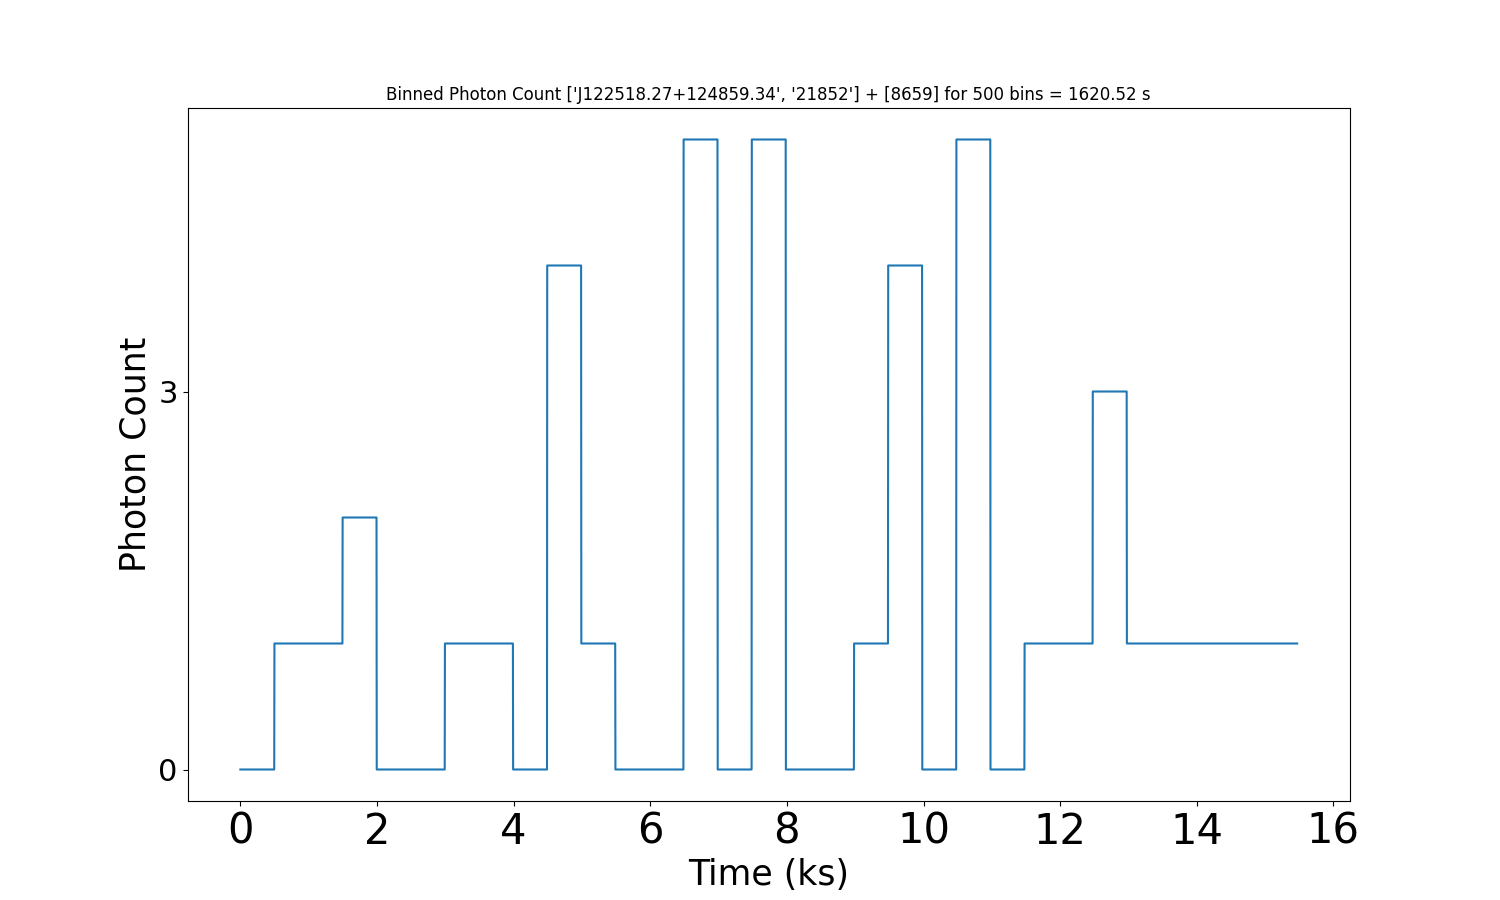 Binned Photon Count ['J122518.27+124859.34', '21852'] + [8659] for 500 bins = 1620.52 s
Photon Count
3
0
0 2 4 6 8 10 12 14 16
Time (ks)